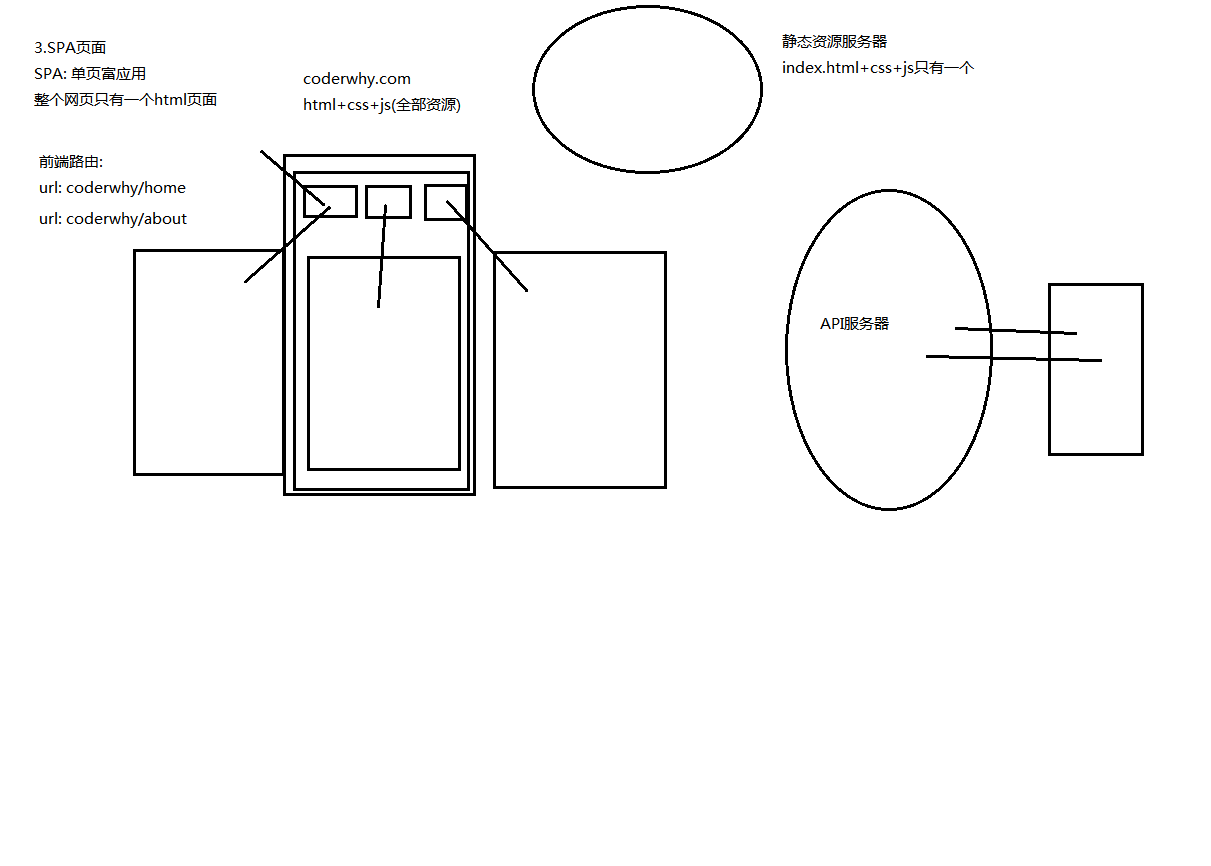 3.SPA页面
SPA: 单页富应用
整个网页只有一个html页面
coderwhy.com
html+css+js(全部资源)
静态资源服务器
index.html+css+js只有一个
前端路由:
url: coderwhy/home
url: coderwhy/about
API服务器